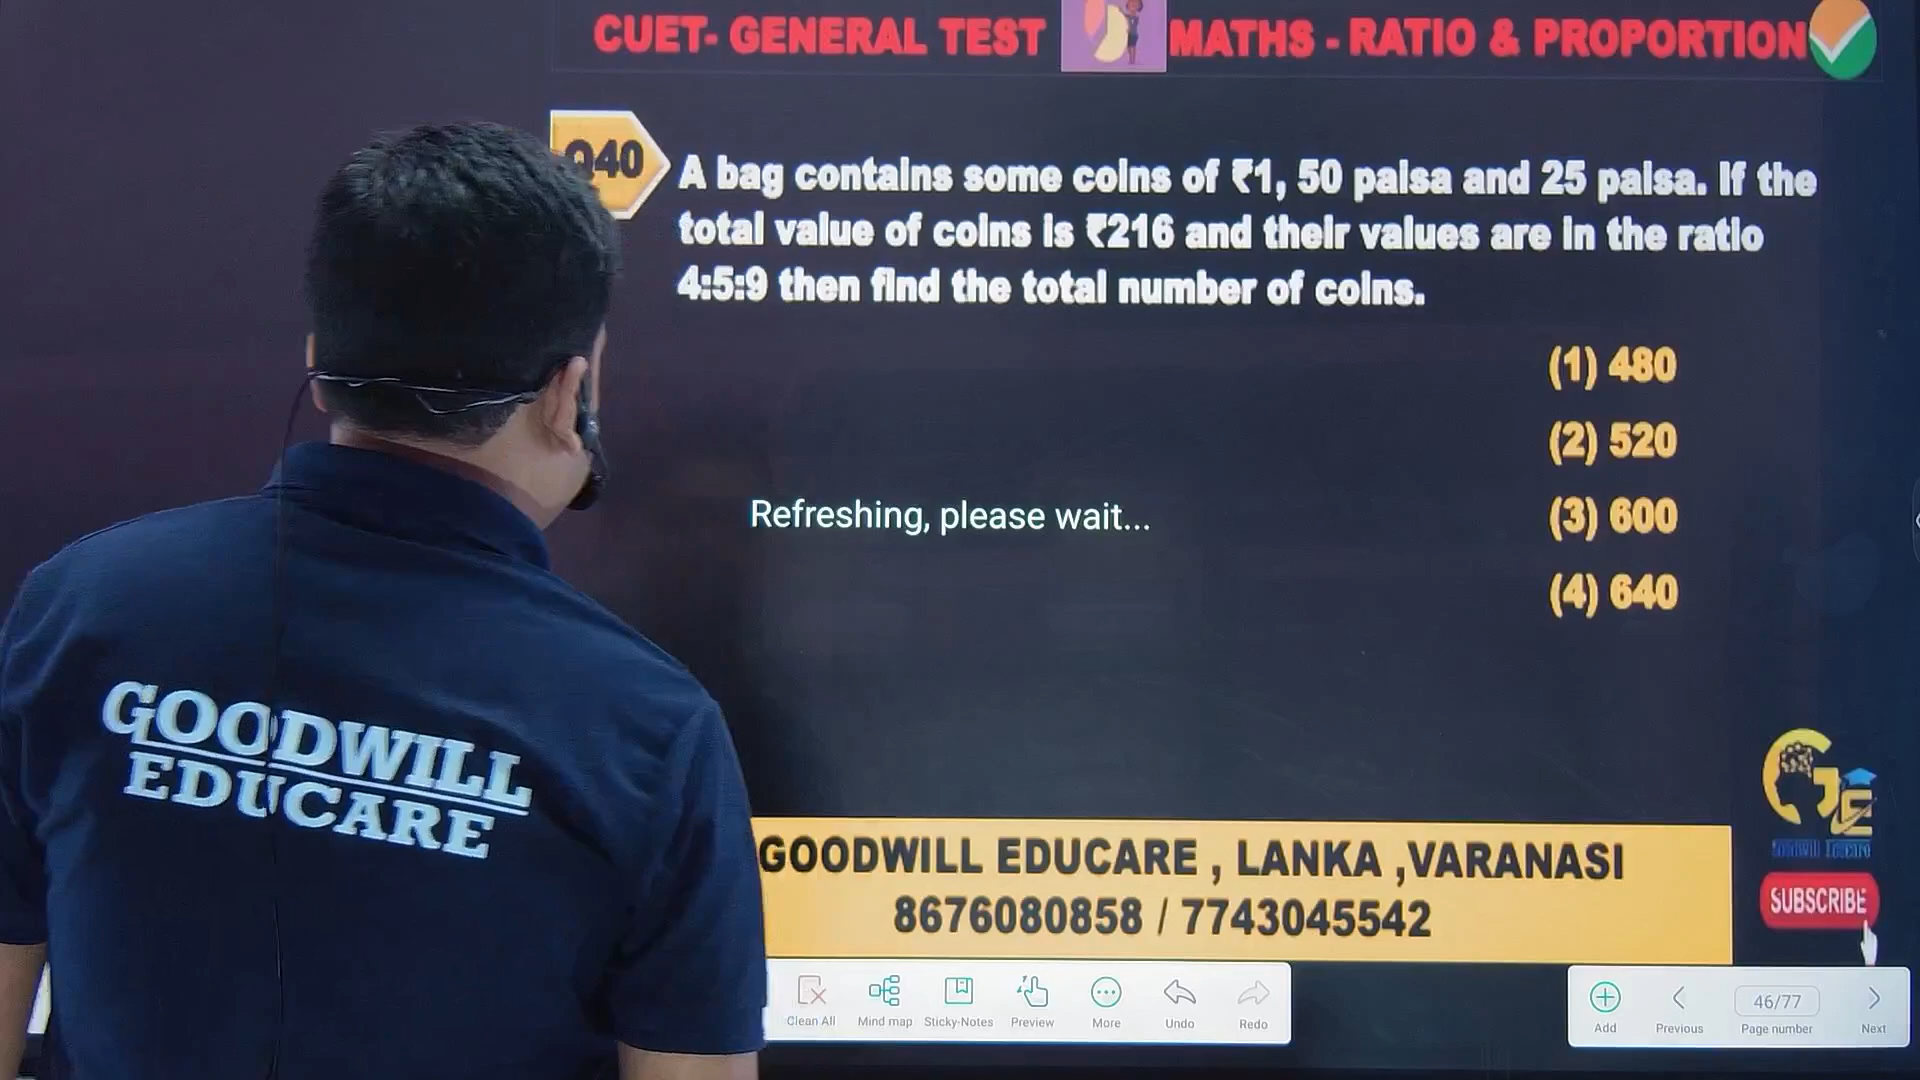 CUET- GENERAL TEST MATHS - RATIO & PROPORTION
Q40
A bag contains some coins of ₹1, 50 paisa and 25 paisa. If the
total value of coins is ₹216 and their values are in the ratio
4:5:9 then find the total number of coins.
(1) 480
(2) 520
(3) 600
(4) 640
Refreshing, please wait...
GOODWILL
EDUCARE
GOODWILL EDUCARE , LANKA ,VARANASI
8676080858 / 7743045542
GE
Goodwill Educare
SUBSCRIBE
Clean All Mind map Sticky-Notes Preview More Undo Redo
Add Previous 46/77 Page number Next